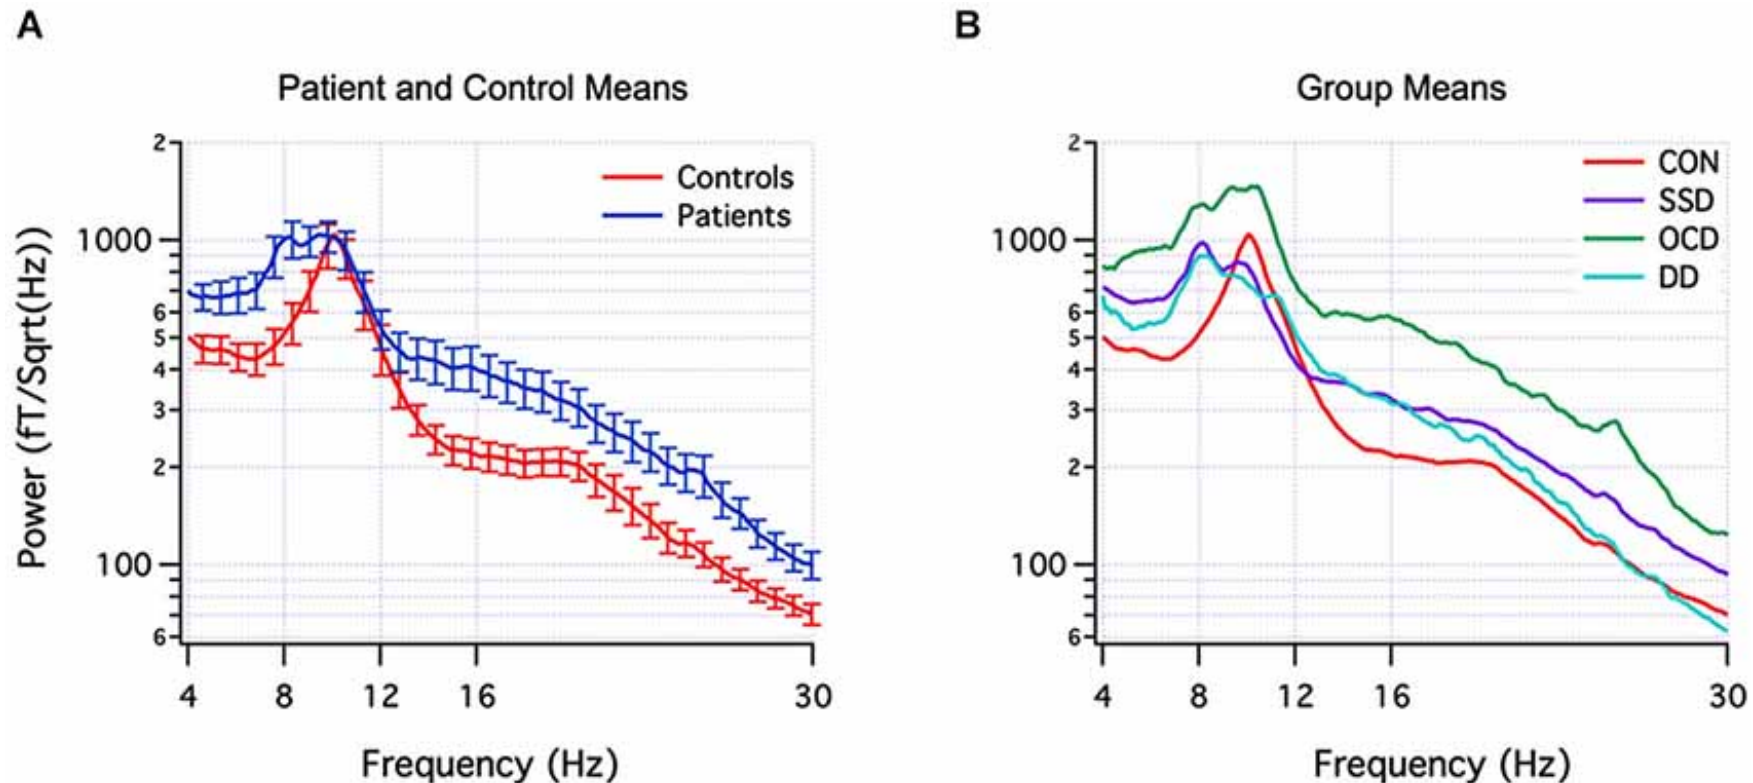 A
Patient and Control Means
Power (fT/Sqrt(Hz))
2
1000
6
5
4
3
2
100
6
Controls
Patients
4 8 12 16 30
Frequency (Hz)
B
Group Means
2
1000
6
5
4
3
2
100
6
CON
SSD
OCD
DD
4 8 12 16 30
Frequency (Hz)